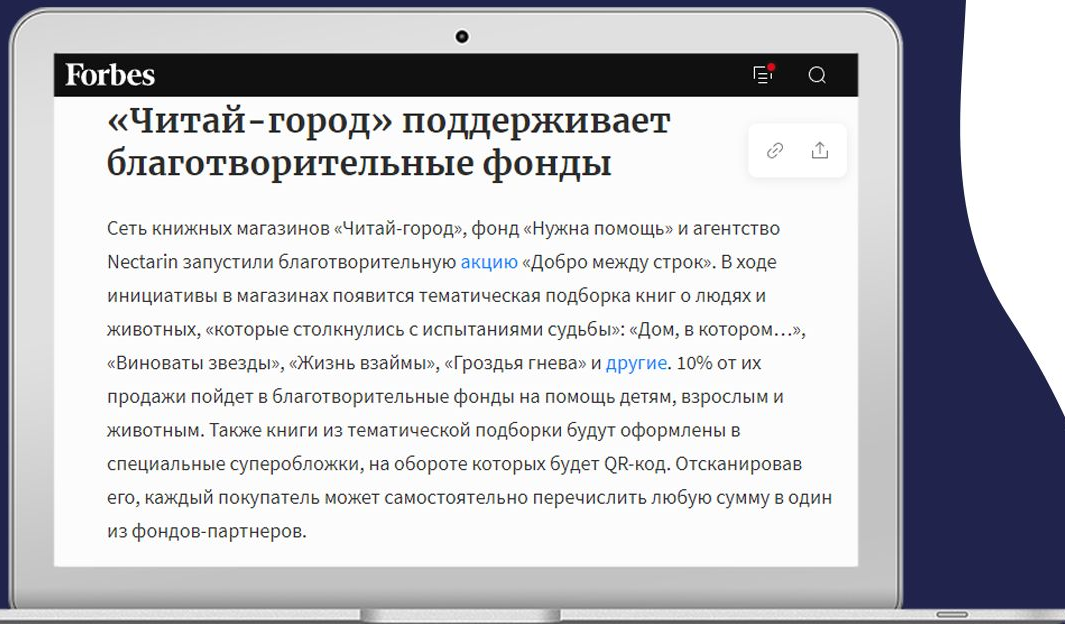 Forbes
«Читай-город» поддерживает
благотворительные фонды
Сеть книжных магазинов «Читай-город», фонд «Нужна помощь» и агентство
Nectarin запустили благотворительную акцию «Добро между строк». В ходе
инициативы в магазинах появится тематическая подборка книг о людях и
животных, «которые столкнулись с испытаниями судьбы»: «Дом, в котором…»,
«Виноваты звезды», «Жизнь взаймы», «Гроздья гнева» и другие. 10% от их
продажи пойдет в благотворительные фонды на помощь детям, взрослым и
животным. Также книги из тематической подборки будут оформлены в
специальные суперобложки, на обороте которых будет QR-код. Отсканировав
его, каждый покупатель может самостоятельно перечислить любую сумму в один
из фондов-партнеров.